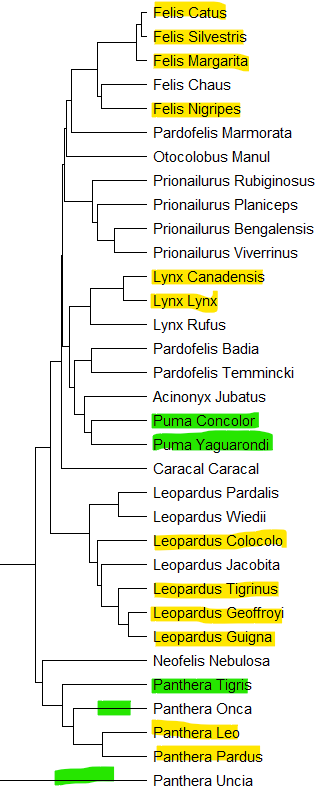 Felis Catus
Felis Silvestris
Felis Margarita
Felis Chaus
Felis Nigripes
Pardofelis Marmorata
Otocolobus Manul
Prionailurus Rubiginosus
Prionailurus Planiceps
Prionailurus Bengalensis
Prionailurus Viverrinus
Lynx Canadensis
Lynx Lynx
Lynx Rufus
Pardofelis Badia
Pardofelis Temmincki
Acinonyx Jubatus
Puma Concolor
Puma Yaguarondi
Caracal Caracal
Leopardus Pardalis
Leopardus Wiedii
Leopardus Colocolo
Leopardus Jacobita
Leopardus Tigrinus
Leopardus Geoffroyi
Leopardus Guigna
Neofelis Nebulosa
Panthera Tigris
Panthera Onca
Panthera Leo
Panthera Pardus
Panthera Uncia